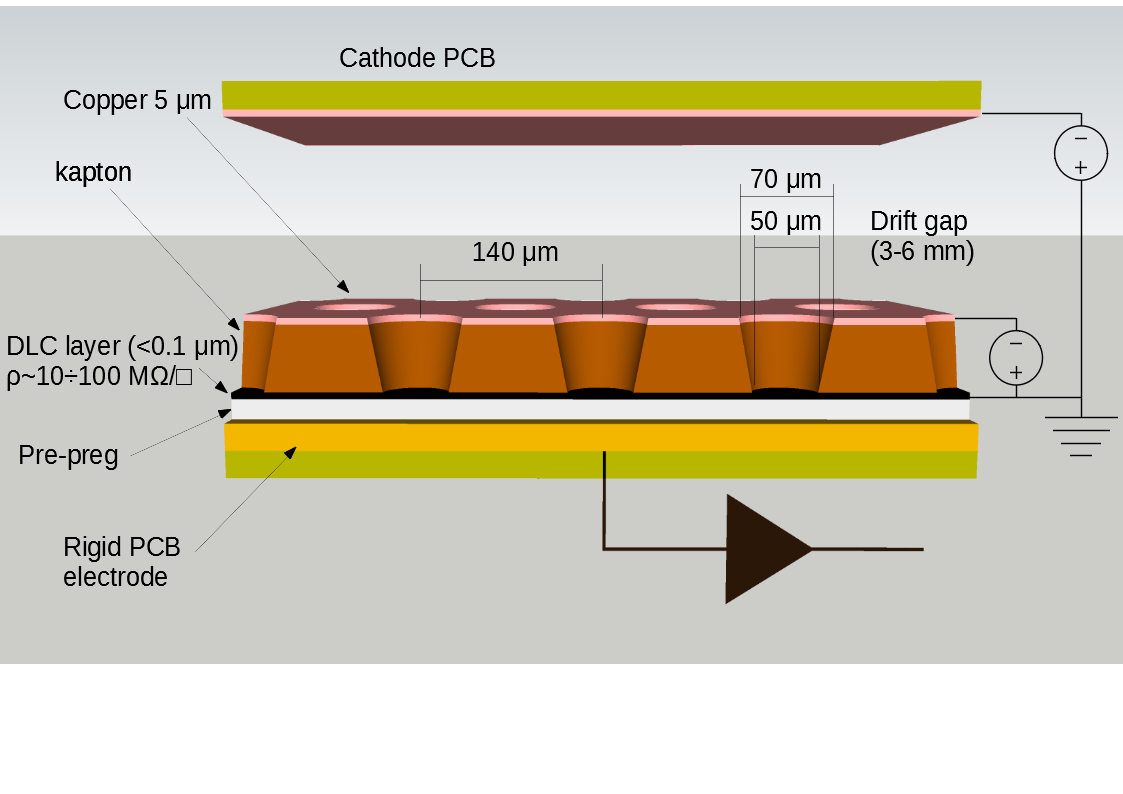 Cathode PCB
Copper 5 μm
kapton
70 μm
50 μm
Drift gap
(3-6 mm)
140 μm
DLC layer (<0.1 μm)
ρ~10÷100 MΩ/□
Pre-preg
Rigid PCB
electrode
−
+
−
+